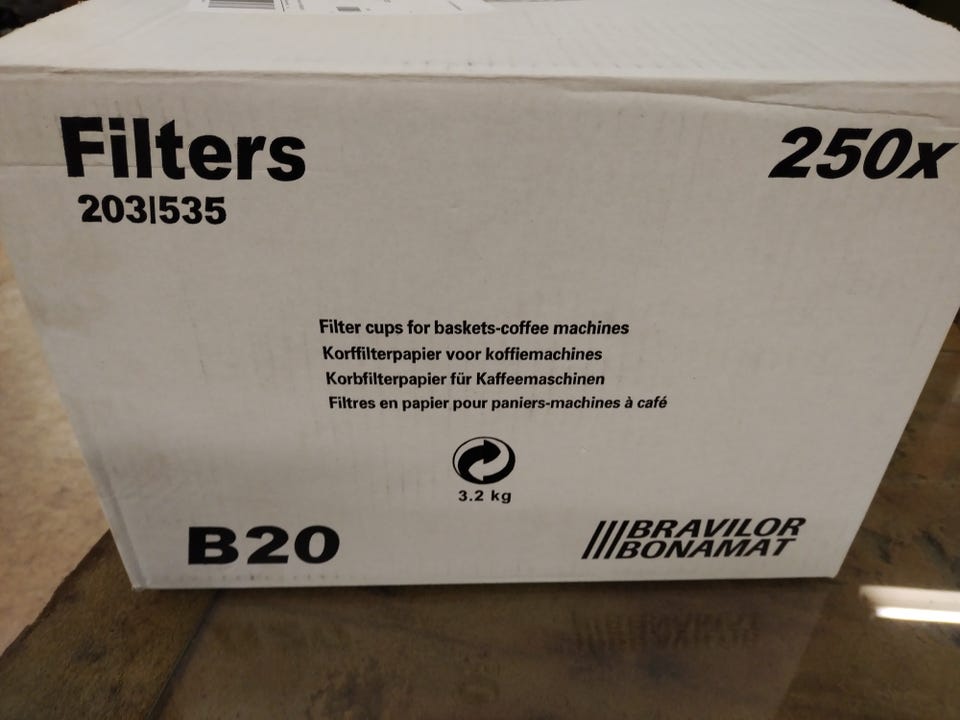 Filters
250x
203|535
Filter cups for baskets-coffee machines
Korffilterpapier voor koffiemachines
Korbfilterpapier für Kaffeemaschinen
Filtres en papier pour paniers-machines à café
3.2 kg
B20
BRAVILOR
BONAMAT